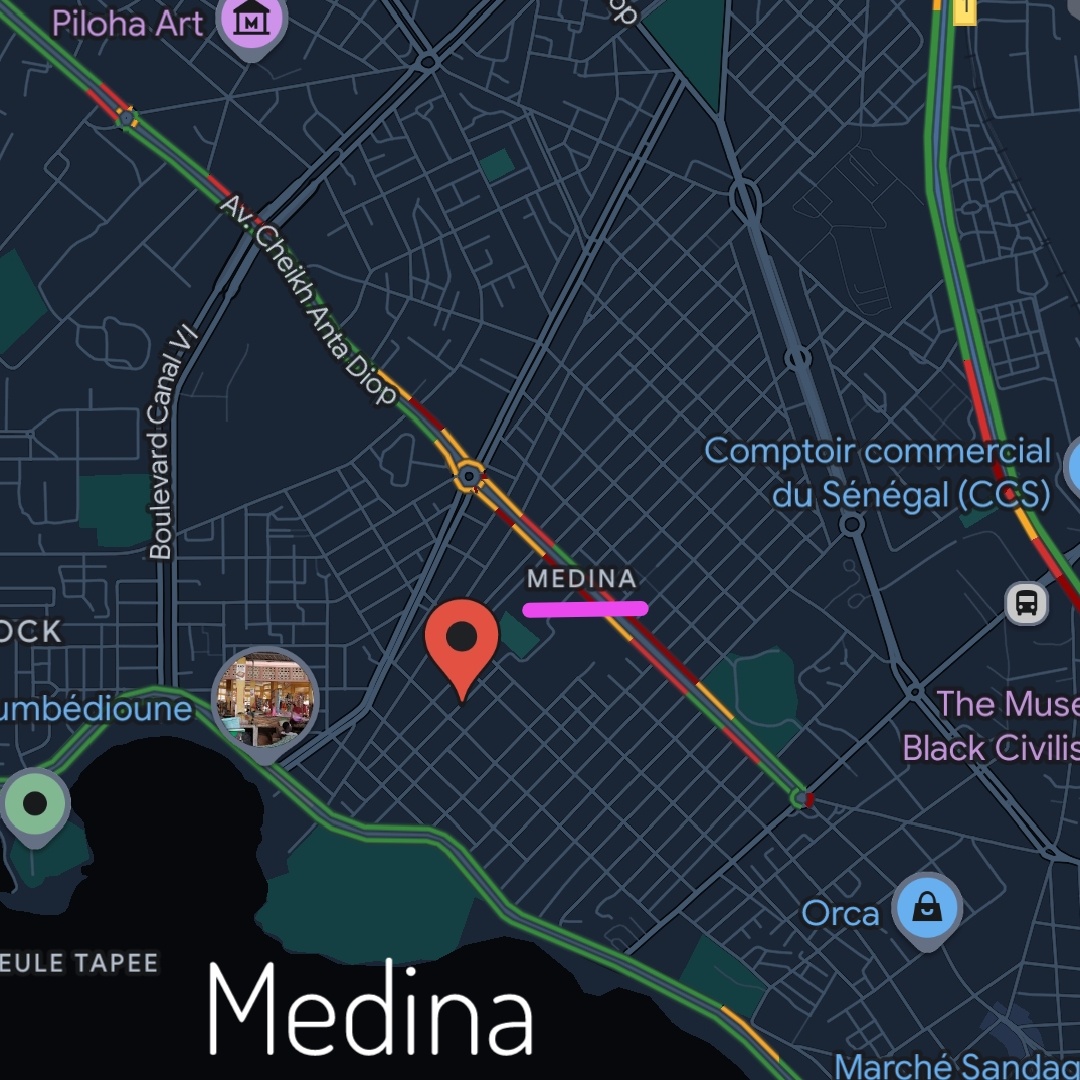 Piloha Art
op
1
Av. Cheikh Anta Diop
Boulevard Canal VI
Comptoir commercial
du Sénégal (CCS)
MEDINA
OCK
umbédioune
The Muse
Black Civilis
Orca
EULE TAPEE
Medina
Marché Sandag